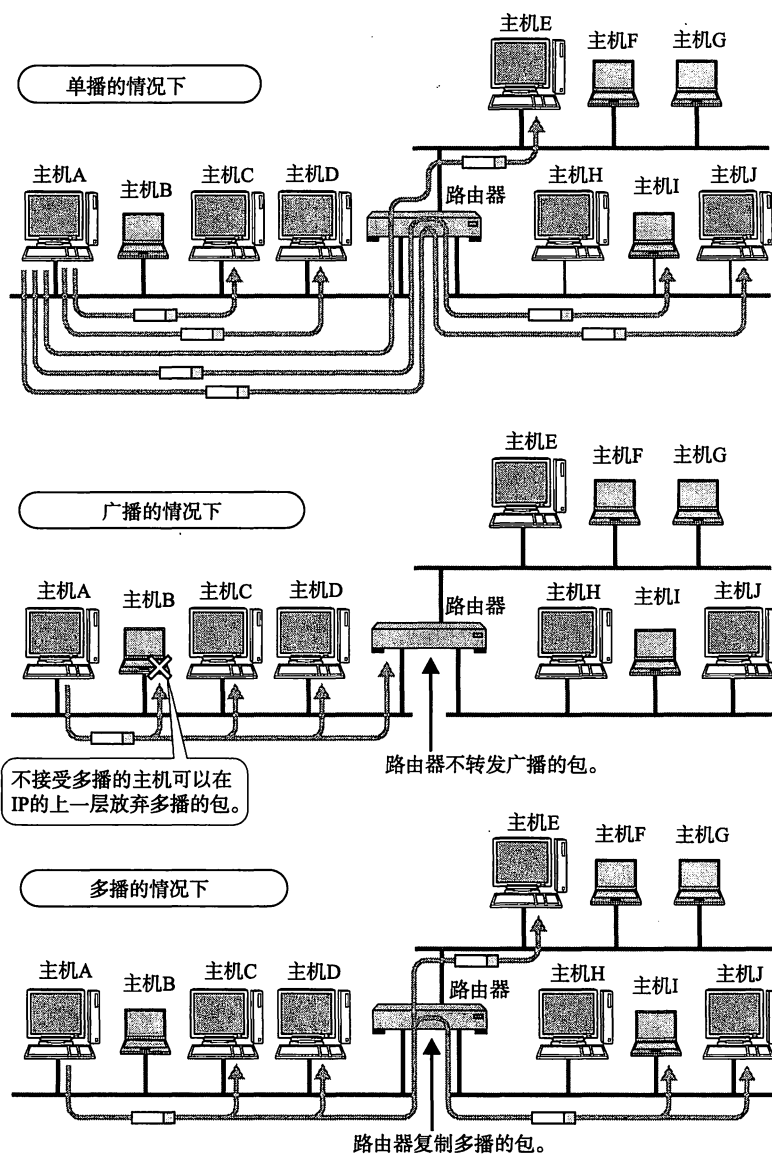 单播的情况下
主机E
主机F
主机G
主机A
主机B
主机C
主机D
路由器
主机H
主机I
主机J
广播的情况下
主机E
主机F
主机G
主机A
主机B
主机C
主机D
路由器
主机H
主机I
主机J
不接受多播的主机可以在
IP的上一层放弃多播的包。
路由器不转发广播的包。
多播的情况下
主机E
主机F
主机G
主机A
主机B
主机C
主机D
路由器
主机H
主机I
主机J
路由器复制多播的包。